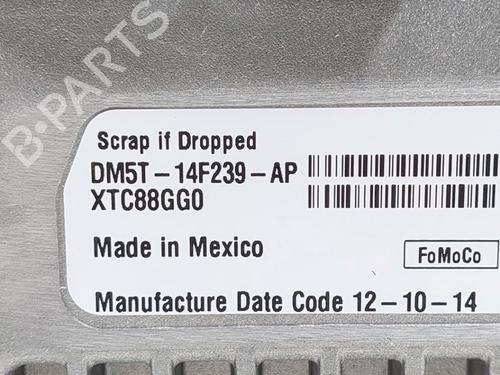 B-PARTS
Scrap if Dropped
DM5T-14F239-AP
XTC88GG0
Made in Mexico
FoMoCo
Manufacture Date Code 12-10-14